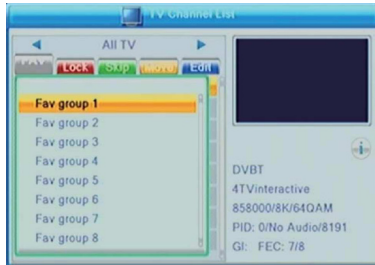 TV Channel List
All TV
FAV Lock Skip Move Edit
Fav group 1
Fav group 2
Fav group 3
Fav group 4
Fav group 5
Fav group 6
Fav group 7
Fav group 8
DVBT
4TVinteractive
858000/8K/64QAM
PID: 0/No Audio/8191
GI: FEC: 7/8